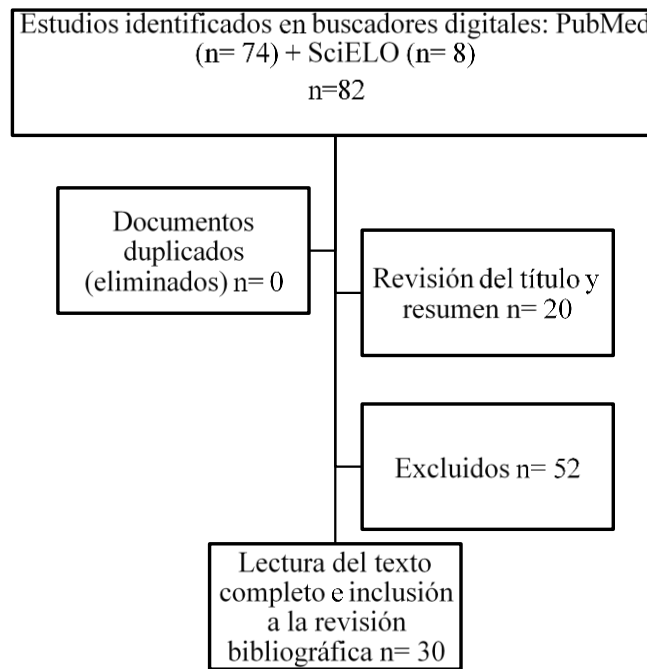 Estudios identificados en buscadores digitales: PubMed
(n= 74) + SciELO (n= 8)
n=82
Documentos
duplicados
(eliminados) n= 0
Revisión del título y
resumen n= 20
Excluidos n= 52
Lectura del texto
completo e inclusión
a la revisión
bibliográfica n= 30